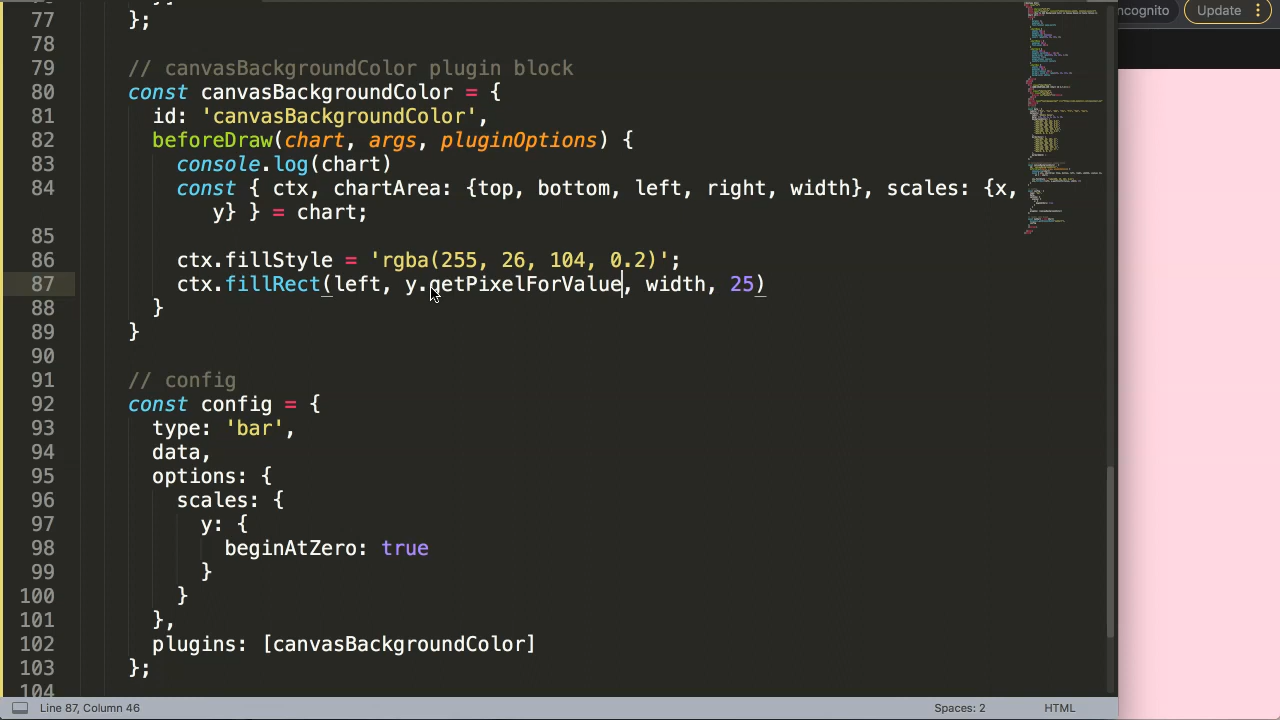 ncognito
Update
77 };
78
79 // canvasBackgroundColor plugin block
80 const canvasBackgroundColor = {
81 id: 'canvasBackgroundColor',
82 beforeDraw(chart, args, pluginOptions) {
83 console.log(chart)
84 const { ctx, chartArea: {top, bottom, left, right, width}, scales: {x,
y} } = chart;
85
86 ctx.fillStyle = 'rgba(255, 26, 104, 0.2)';
87 ctx.fillRect(left, y.getPixelForValue, width, 25)
88 }
89 }
90
91 // config
92 const config = {
93 type: 'bar',
94 data,
95 options: {
96 scales: {
97 y: {
98 beginAtZero: true
99 }
100 }
101 },
102 plugins: [canvasBackgroundColor]
103 };
104
Line 87, Column 46
Spaces: 2
HTML